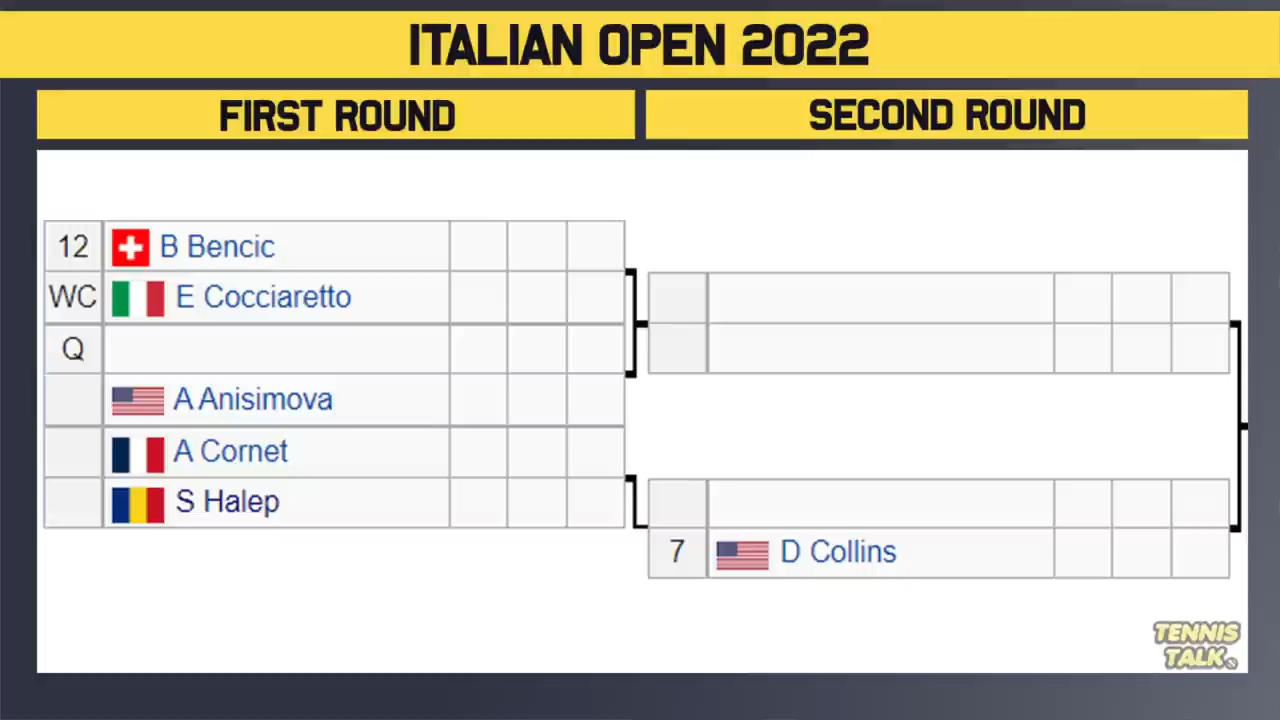 ITALIAN OPEN 2022
FIRST ROUND
SECOND ROUND
12 B Bencic
WC E Cocciaretto
Q
A Anisimova
A Cornet
S Halep
7 D Collins
TENNIS
TALK